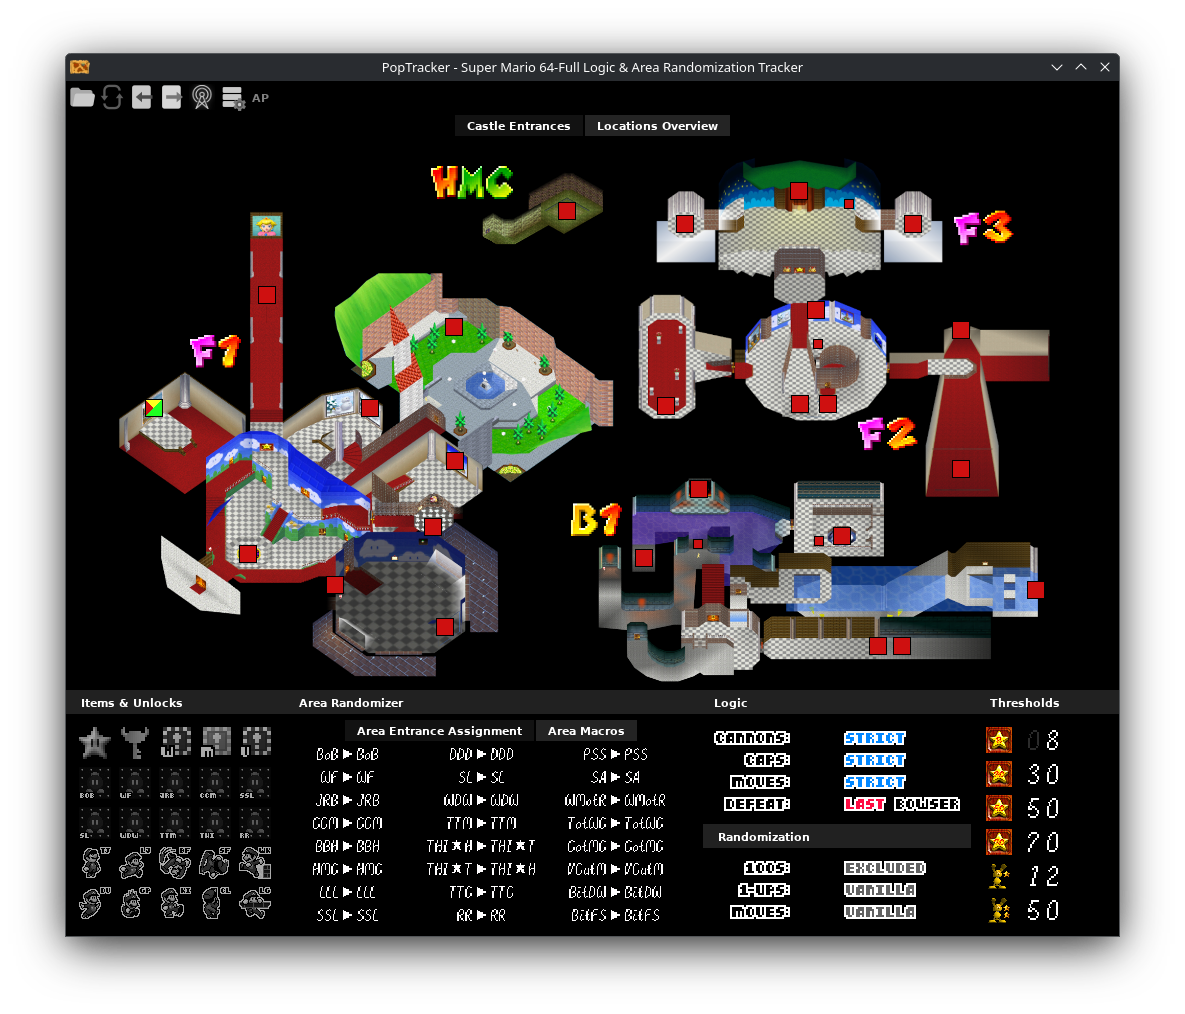 PopTracker - Super Mario 64-Full Logic & Area Randomization Tracker
AP
Castle Entrances Locations Overview
HMC
F3
F1
F2
B1
Items & Unlocks Area Randomizer Logic Thresholds
Area Entrance Assignment Area Macros
BoB ► BoB DDD ► DDD PSS ► PSS
WF ► WF SL ► SL SA ► SA
JRB ► JRB WDW ► WDW WMotR ► WMotR
CCM ► CCM TTM ► TTM TotWC ► TotWC
BBH ► BBH THI★H ► THI★T CotMC ► CotMC
HMC ► HMC THI★T ► THI★H VCutM ► VCutM
LLL ► LLL TTC ► TTC BitDW ► BitDW
SSL ► SSL RR ► RR BitFS ► BitFS
CANNONS: STRICT
CAPS: STRICT
MOVES: STRICT
DEFEAT: LAST BOWSER
Randomization
100S: EXCLUDED
1-UPS: VANILLA
MOVES: VANILLA
08
30
50
70
12
50
W M V
BOB WF JRB CCM SSL
SL WDW TTM THI RR
TJ LJ BF SF WK
DV GP KI CL LG